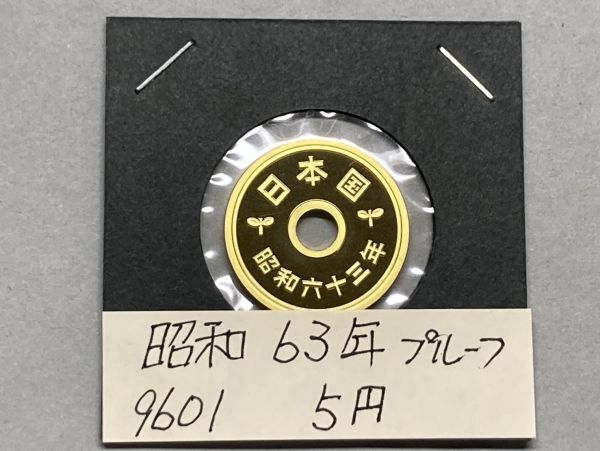 日本国
昭和六十三年
昭和 63年 プルーフ
9601 5円